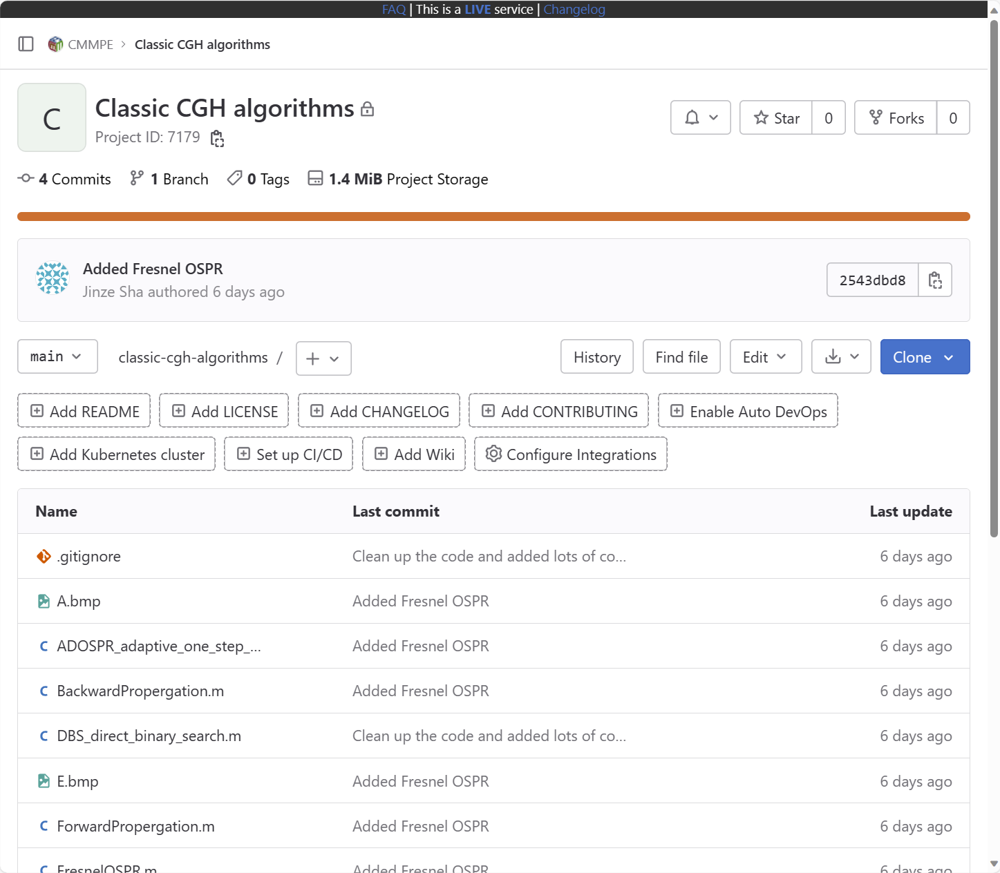 FAQ | This is a LIVE service | Changelog
CMMPE > Classic CGH algorithms
C
Classic CGH algorithms
Project ID: 7179
Star 0
Forks 0
4 Commits 1 Branch 0 Tags 1.4 MiB Project Storage
Added Fresnel OSPR
Jinze Sha authored 6 days ago
2543dbd8
main classic-cgh-algorithms / + History Find file Edit Clone
Add README Add LICENSE Add CHANGELOG Add CONTRIBUTING Enable Auto DevOps
Add Kubernetes cluster Set up CI/CD Add Wiki Configure Integrations
Name Last commit Last update
.gitignore Clean up the code and added lots of co... 6 days ago
A.bmp Added Fresnel OSPR 6 days ago
C ADOSPR_adaptive_one_step_... Added Fresnel OSPR 6 days ago
C BackwardPropergation.m Added Fresnel OSPR 6 days ago
C DBS_direct_binary_search.m Clean up the code and added lots of co... 6 days ago
E.bmp Added Fresnel OSPR 6 days ago
C ForwardPropergation.m Added Fresnel OSPR 6 days ago
C FresnelOSPR.m Added Fresnel OSPR 6 days ago